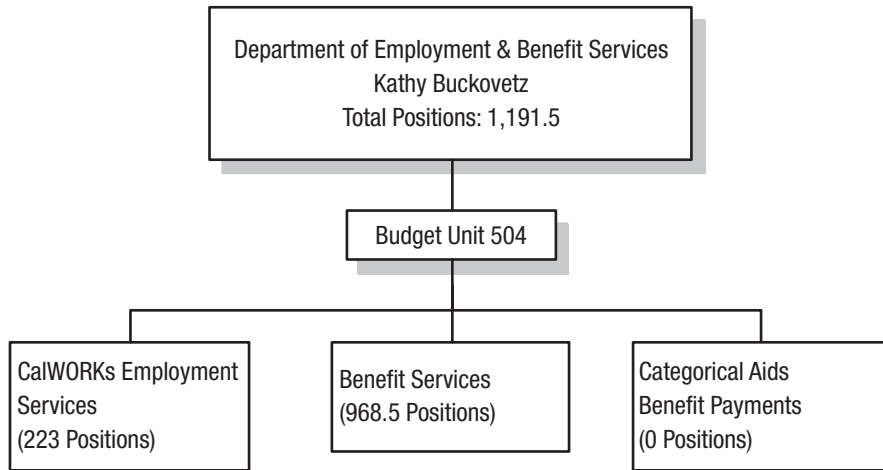 Department of Employment & Benefit Services
Kathy Buckovetz
Total Positions: 1,191.5
Budget Unit 504
CalWORKs Employment
Services
(223 Positions)
Benefit Services
(968.5 Positions)
Categorical Aids
Benefit Payments
(0 Positions)